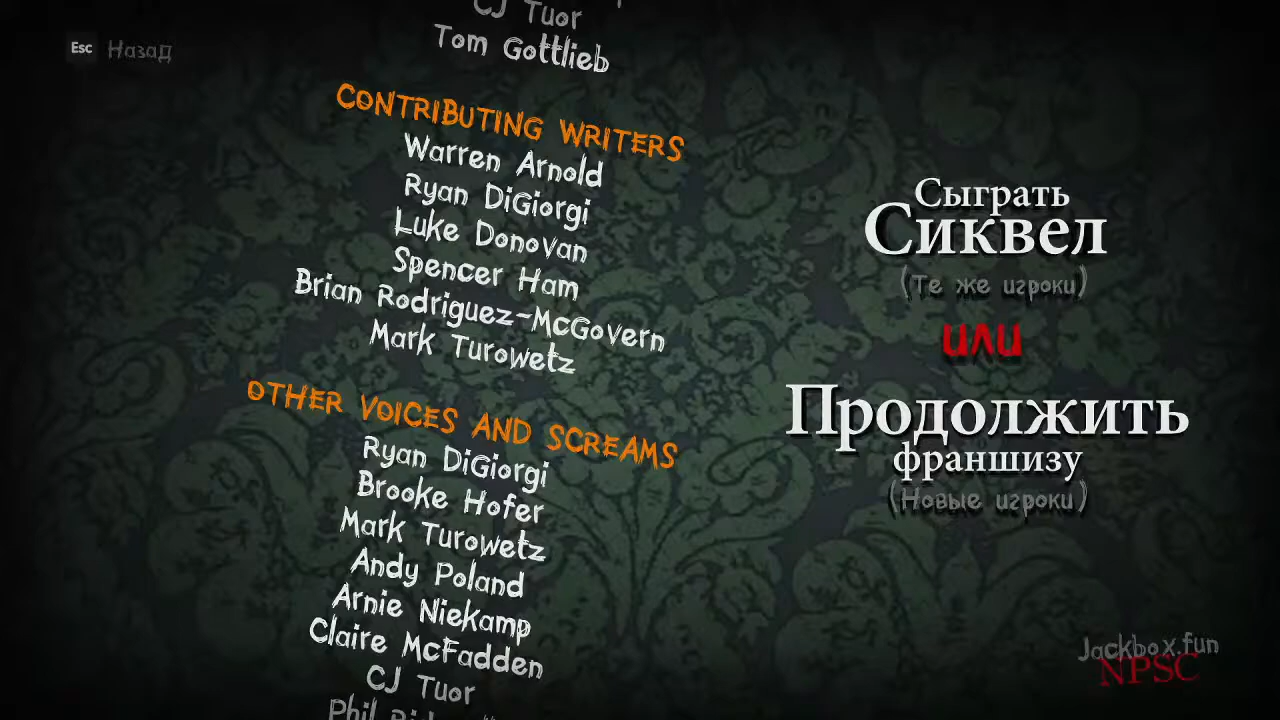 Esc Назад
CJ Tuor
Tom Gottlieb
CONTRIBUTING WRITERS
Warren Arnold
Ryan DiGiorgi
Luke Donovan
Spencer Ham
Brian Rodriguez-McGovern
Mark Turowetz
OTHER VOICES AND SCREAMS
Ryan DiGiorgi
Brooke Hofer
Mark Turowetz
Andy Poland
Arnie Niekamp
Claire McFadden
CJ Tuor
Phil
Сыграть
Сиквел
(Те же игроки)
или
Продолжить
франшизу
(Новые игроки)
Jackbox.fun
NPSC